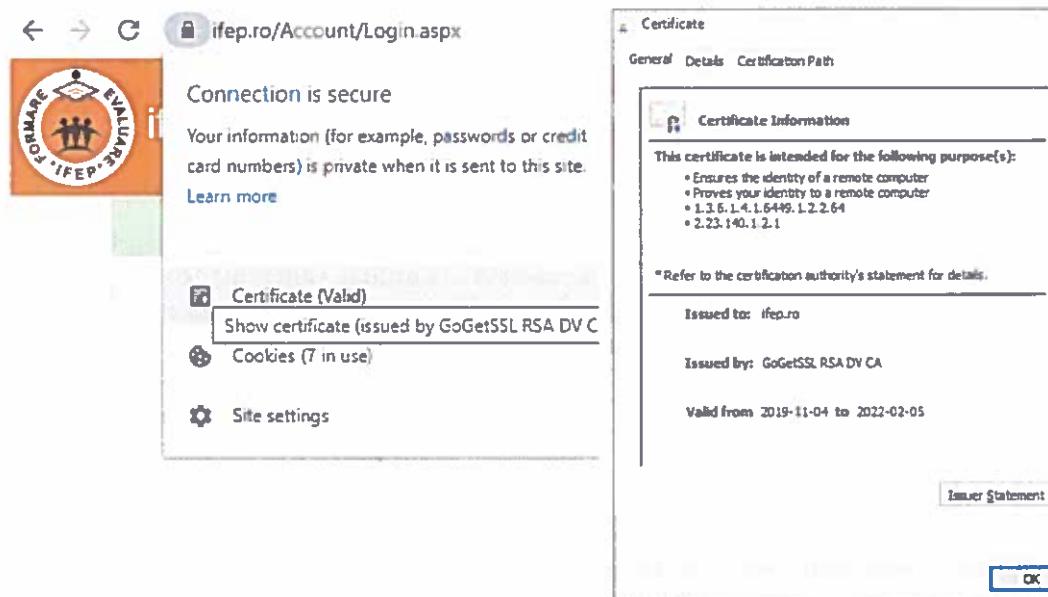 ifep.ro/Account/Login.aspx
FORMARE EVALUARE
IFEP
if
Connection is secure
Your information (for example, passwords or credit
card numbers) is private when it is sent to this site.
Learn more
Certificate (Valid)
Show certificate (issued by GoGetSSL RSA DV C
Cookies (7 in use)
Site settings
Certificate
General Details Certification Path
Certificate Information
This certificate is intended for the following purpose(s):
• Ensures the identity of a remote computer
• Proves your identity to a remote computer
• 1.3.6.1.4.1.6449.1.2.2.64
• 2.23.140.1.2.1
*Refer to the certification authority's statement for details.
Issued to: ifep.ro
Issued by: GoGetSSL RSA DV CA
Valid from 2019-11-04 to 2022-02-05
Issuer Statement
OK